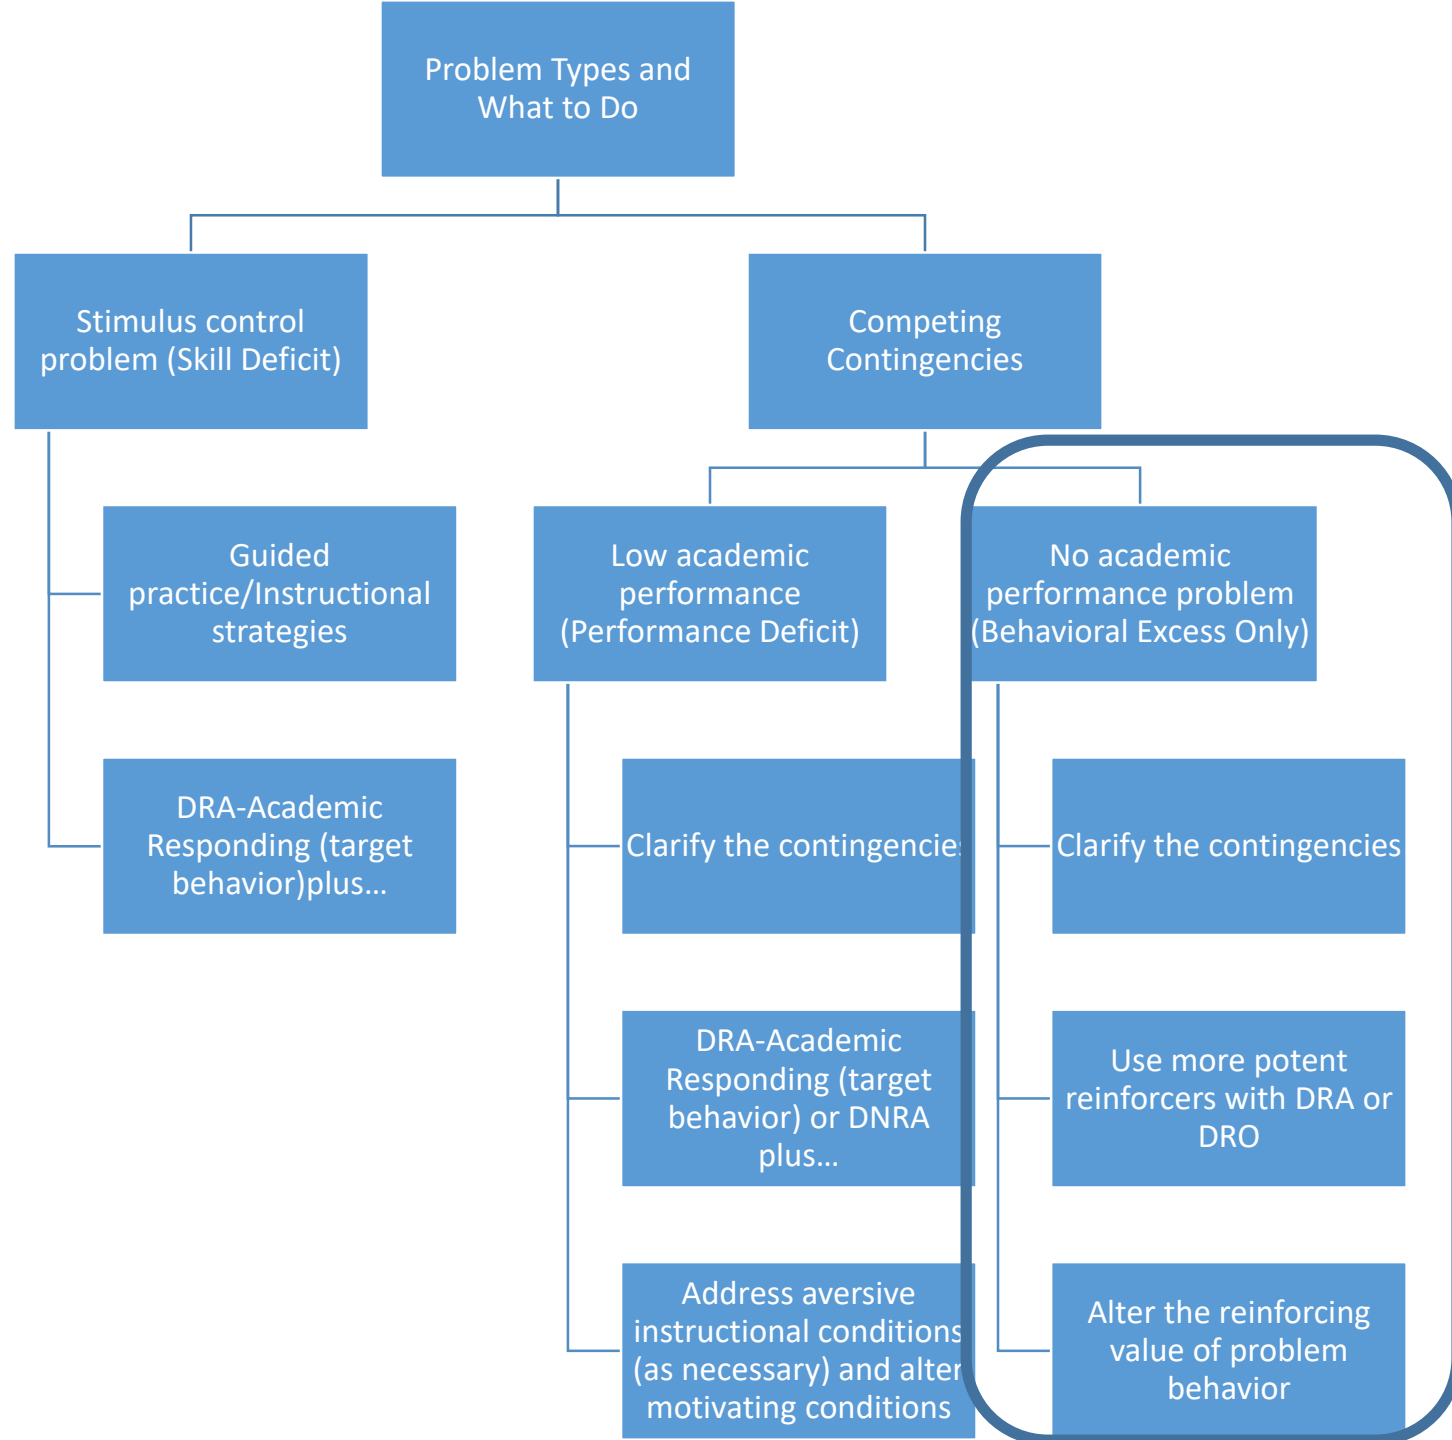 Problem Types and
What to Do
Stimulus control
problem (Skill Deficit)
Guided
practice/Instructional
strategies
DRA-Academic
Responding (target
behavior)plus…
Competing
Contingencies
Low academic
performance
(Performance Deficit)
Clarify the contingencies
DRA-Academic
Responding (target
behavior) or DNRA
plus…
Address aversive
instructional conditions
(as necessary) and alter
motivating conditions
No academic
performance problem
(Behavioral Excess Only)
Clarify the contingencies
Use more potent
reinforcers with DRA or
DRO
Alter the reinforcing
value of problem
behavior